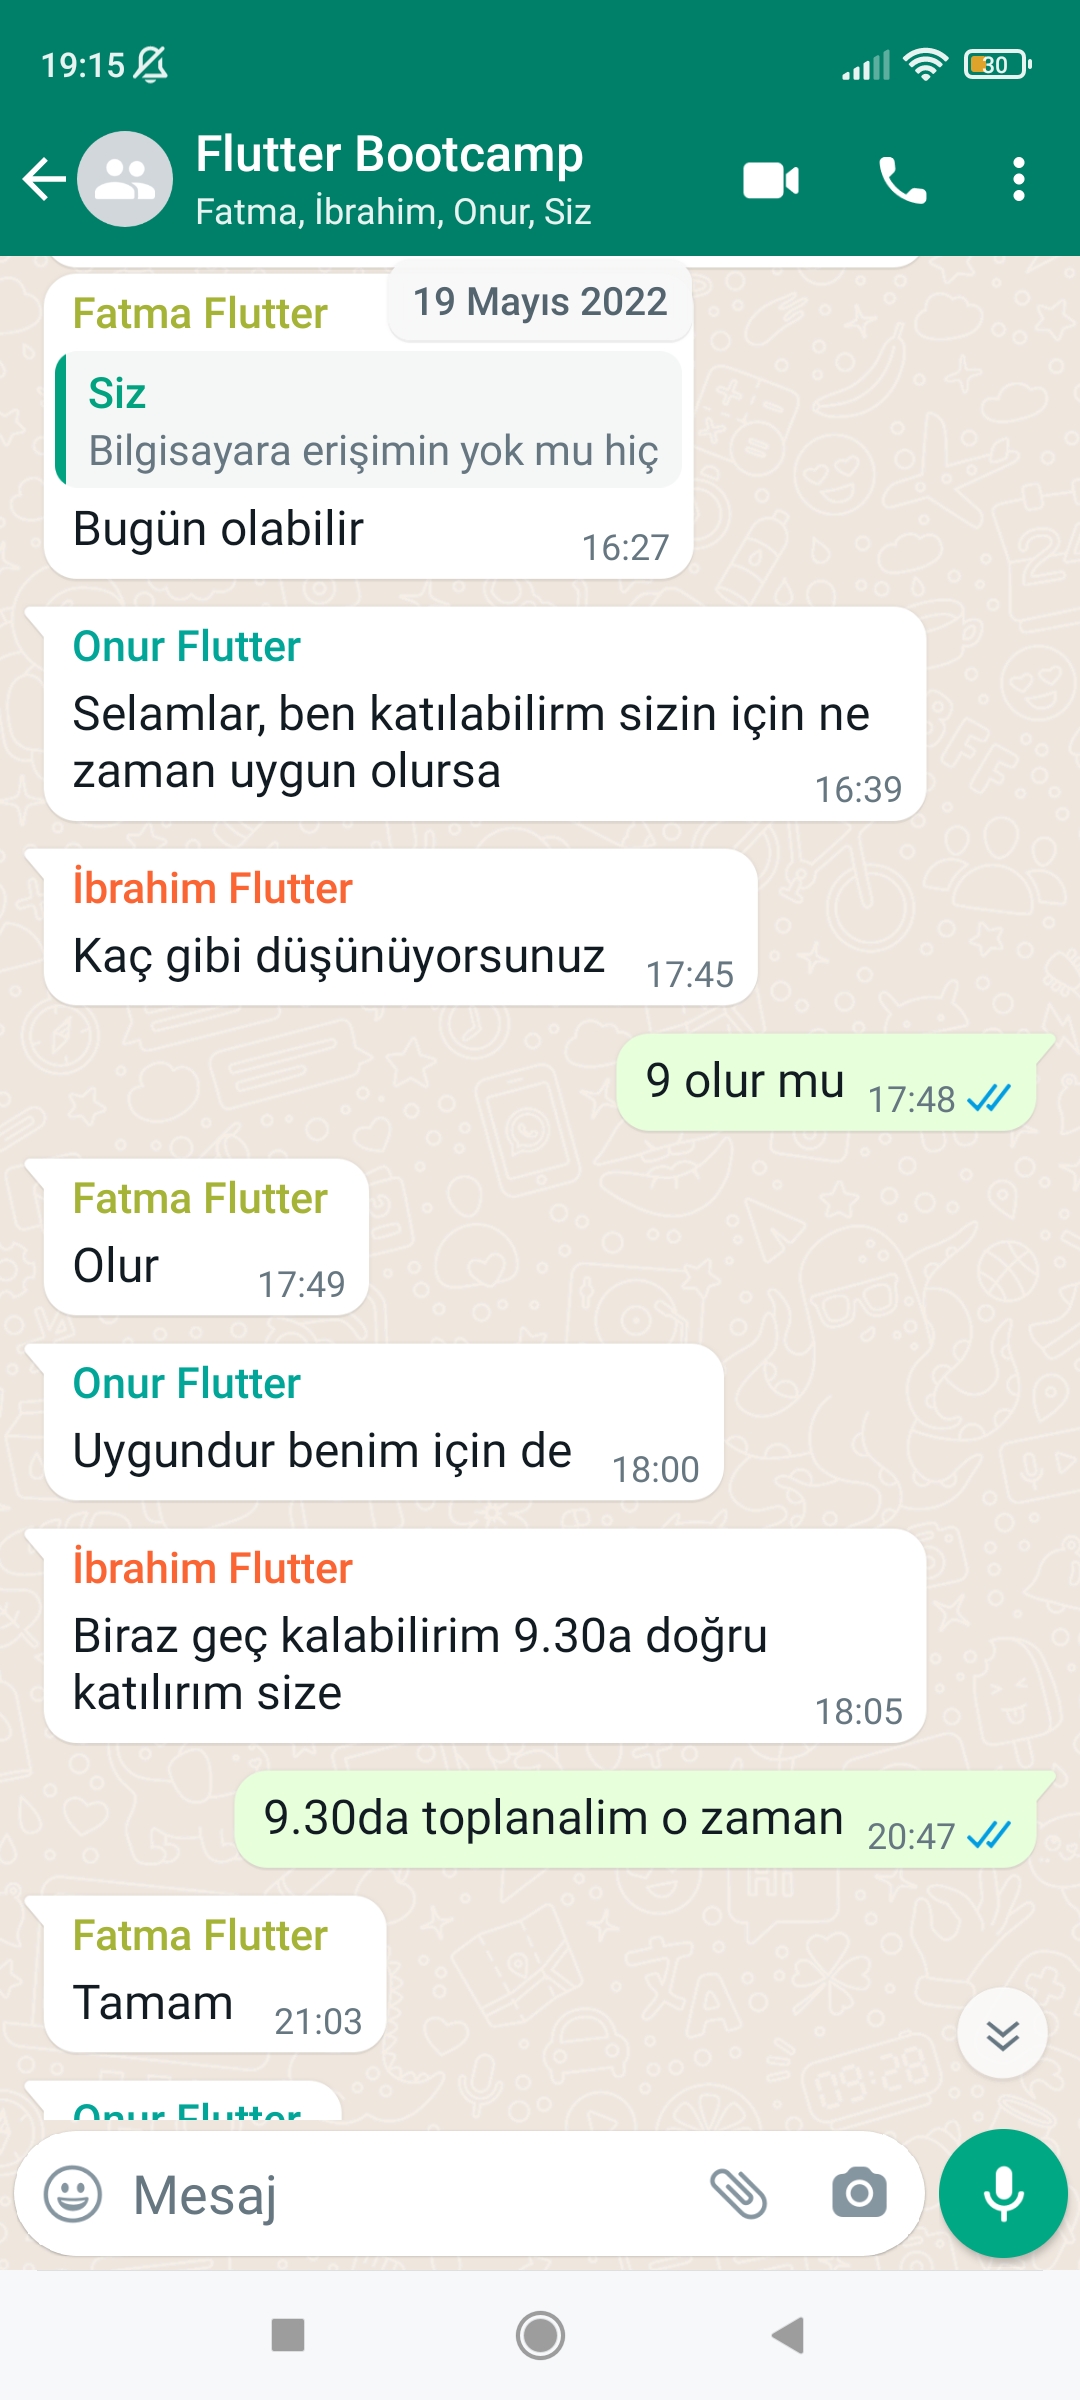 19:15
30
Flutter Bootcamp
Fatma, İbrahim, Onur, Siz
19 Mayıs 2022
Fatma Flutter
Siz
Bilgisayara erişimin yok mu hiç
Bugün olabilir
16:27
Onur Flutter
Selamlar, ben katılabilirm sizin için ne
zaman uygun olursa
16:39
İbrahim Flutter
Kaç gibi düşünüyorsunuz
17:45
9 olur mu
17:48
Fatma Flutter
Olur
17:49
Onur Flutter
Uygundur benim için de
18:00
İbrahim Flutter
Biraz geç kalabilirim 9.30a doğru
katılırım size
18:05
9.30da toplanalim o zaman
20:47
Fatma Flutter
Tamam
21:03
Onur Flutter
Mesaj